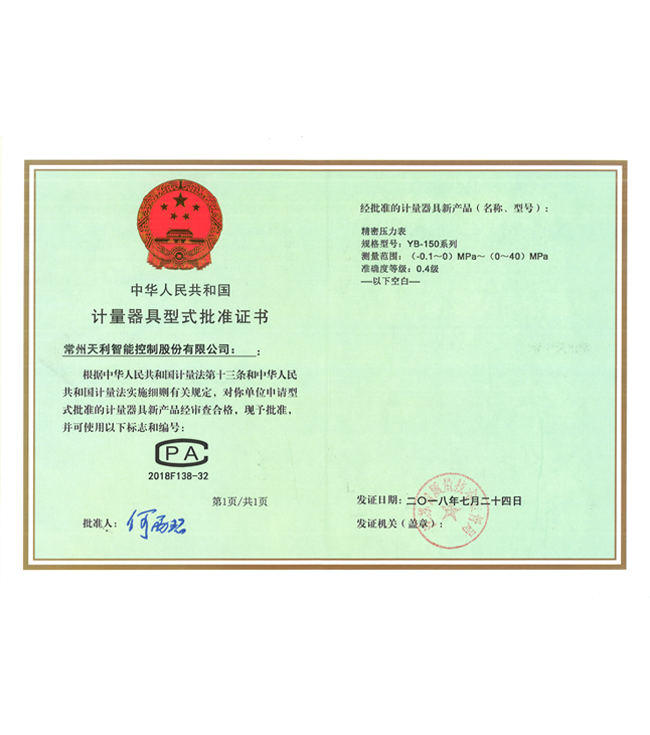 中华人民共和国
计量器具型式批准证书
常州天利智能控制股份有限公司： ：
根据中华人民共和国计量法第十三条和中华人民
共和国计量法实施细则有关规定，对你单位申请型
式批准的计量器具新产品经审查合格，现予批准，
并可使用以下标志和编号：
CPA
2018F138-32
第1页/共1页
批准人：
经批准的计量器具新产品（名称、型号）：
精密压力表
规格型号：YB-150系列
测量范围：（-0.1～0）MPa～（0～40）MPa
准确度等级：0.4级
—以下空白—
发证日期：二〇一八年七月二十四日
发证机关（盖章）：